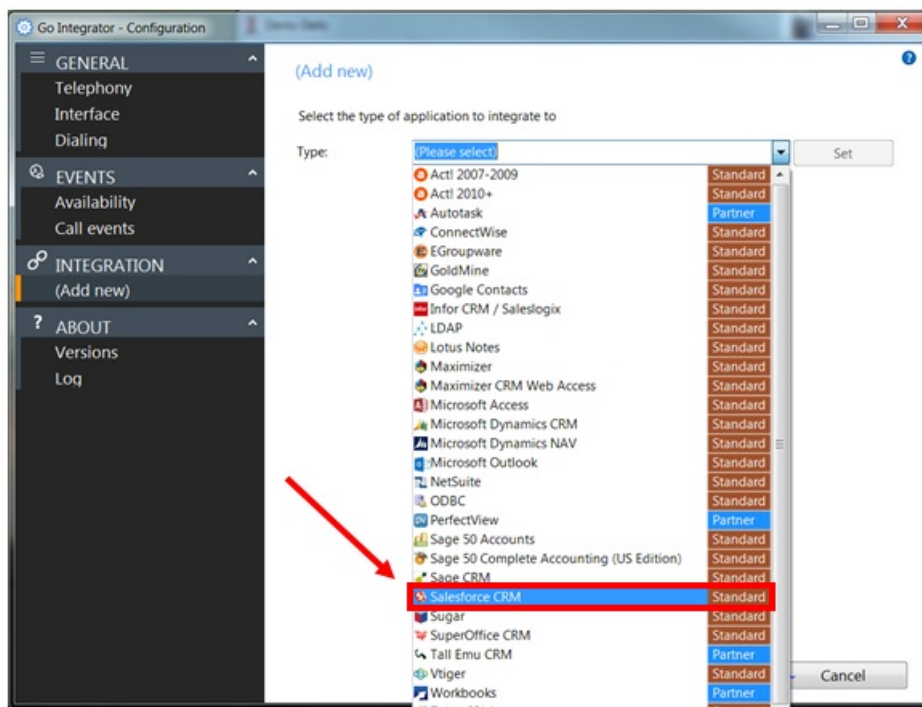 Go Integrator - Configuration
GENERAL
Telephony
Interface
Dialing
EVENTS
Availability
Call events
INTEGRATION
(Add new)
ABOUT
Versions
Log
(Add new)
Select the type of application to integrate to
Type: (Please select) Set
Act! 2007-2009 Standard
Act! 2010+ Standard
Autotask Partner
ConnectWise Standard
EGroupware Standard
GoldMine Standard
Google Contacts Standard
Infor CRM / Saleslogix Standard
LDAP Standard
Lotus Notes Standard
Maximizer Standard
Maximizer CRM Web Access Standard
Microsoft Access Standard
Microsoft Dynamics CRM Standard
Microsoft Dynamics NAV Standard
Microsoft Outlook Standard
NetSuite Standard
ODBC Standard
PerfectView Partner
Sage 50 Accounts Standard
Sage 50 Complete Accounting (US Edition) Standard
Sage CRM Standard
Salesforce CRM Standard
Sugar Standard
SuperOffice CRM Standard
Tall Emu CRM Partner
Vtiger Standard
Workbooks Partner
Cancel